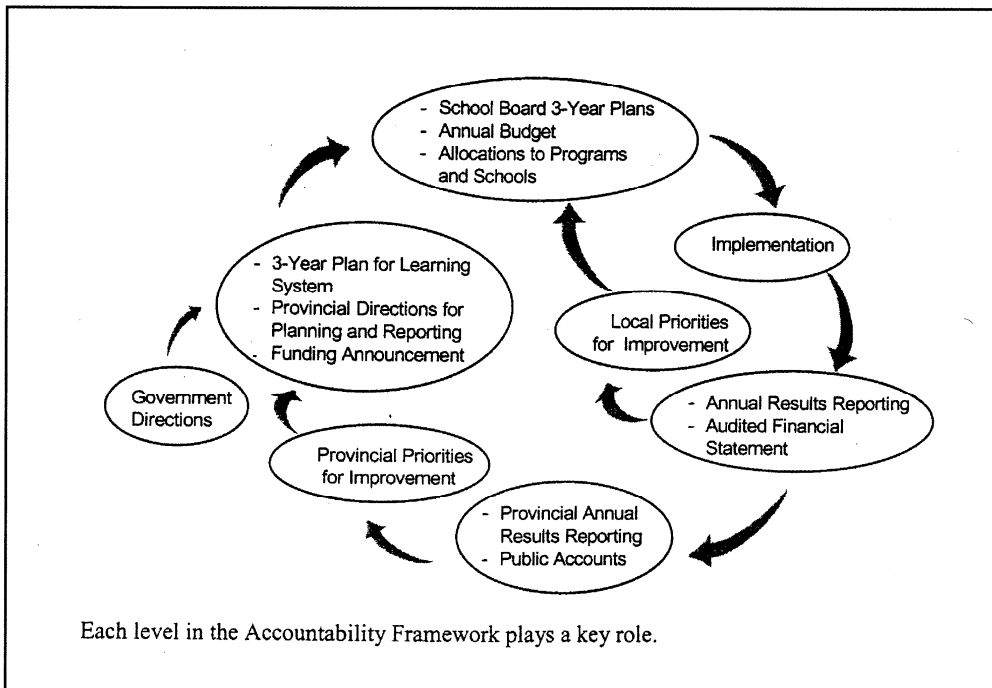 - School Board 3-Year Plans
- Annual Budget
- Allocations to Programs
and Schools
Implementation
- 3-Year Plan for Learning
System
- Provincial Directions for
Planning and Reporting
- Funding Announcement
Local Priorities
for Improvement
Government
Directions
- Annual Results Reporting
- Audited Financial
Statement
Provincial Priorities
for Improvement
- Provincial Annual
Results Reporting
- Public Accounts
Each level in the Accountability Framework plays a key role.